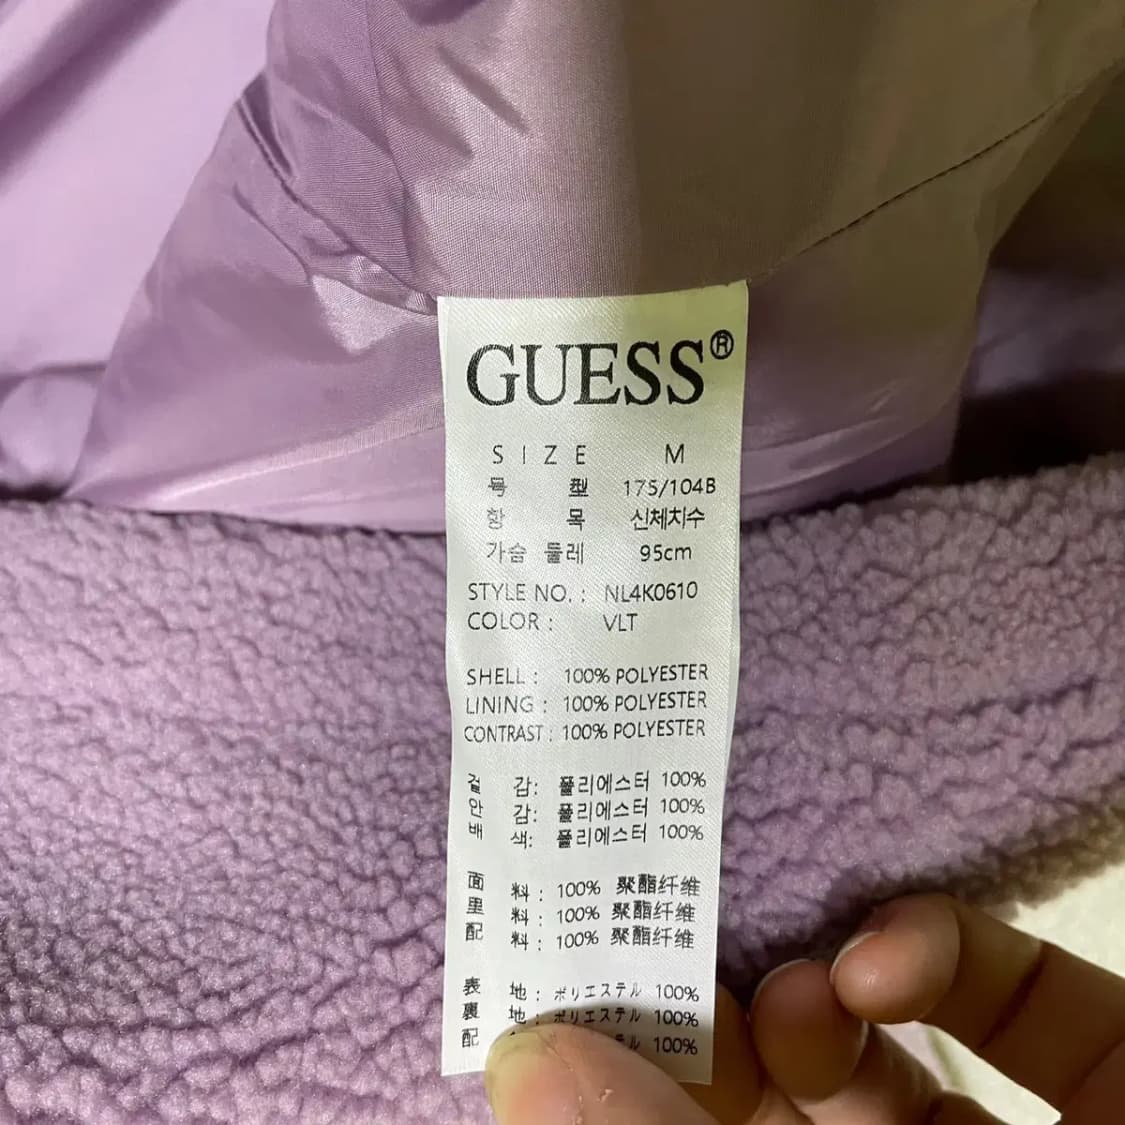 GUESS®
SIZE M
号型 175/104B
항목 신체치수
가슴둘레 95cm
STYLE NO. : NL4K0610
COLOR : VLT
SHELL : 100% POLYESTER
LINING : 100% POLYESTER
CONTRAST : 100% POLYESTER
겉감: 폴리에스터 100%
안감: 폴리에스터 100%
배색: 폴리에스터 100%
面料 : 100% 聚酯纤维
里料 : 100% 聚酯纤维
配料 : 100% 聚酯纤维
表地 : ポリエステル 100%
裏地 : ポリエステル 100%
配 テル 100%